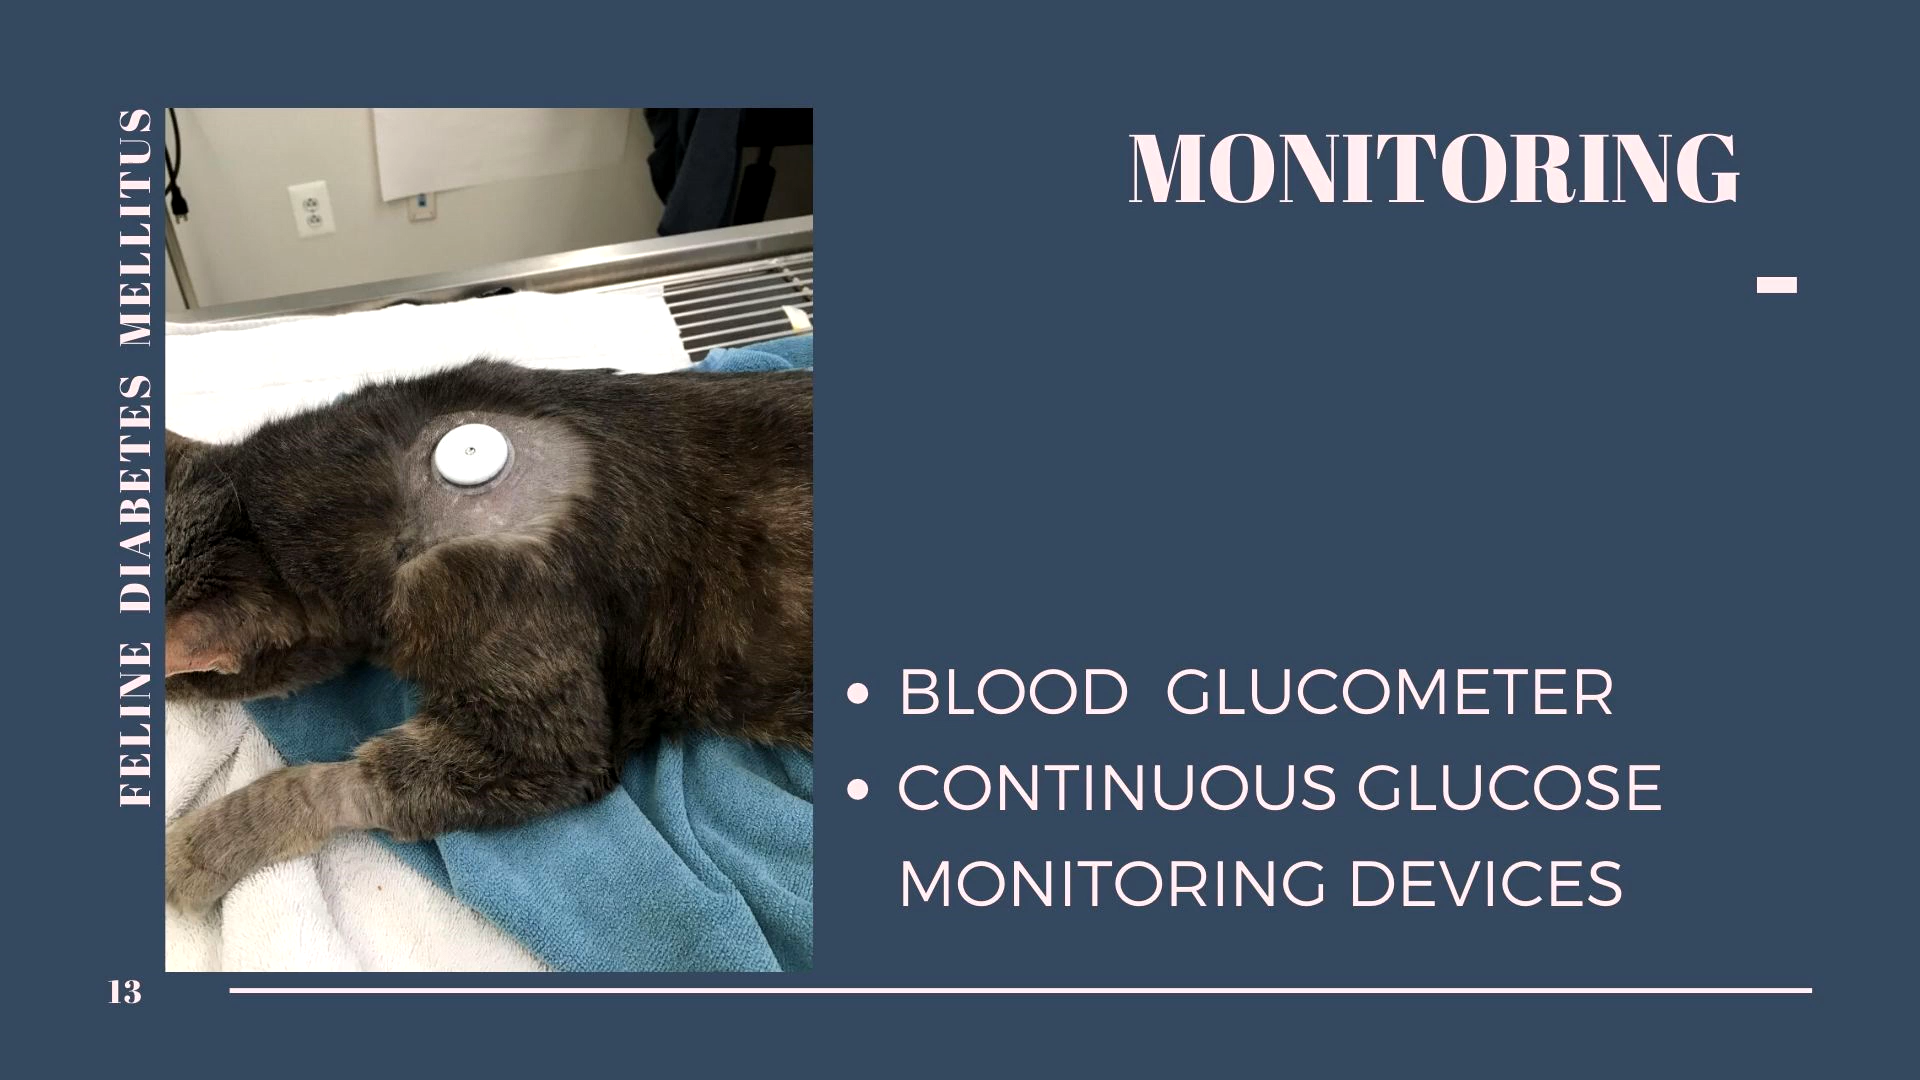 FELINE DIABETES MELLITUS
MONITORING
-
• BLOOD GLUCOMETER
• CONTINUOUS GLUCOSE
MONITORING DEVICES
13